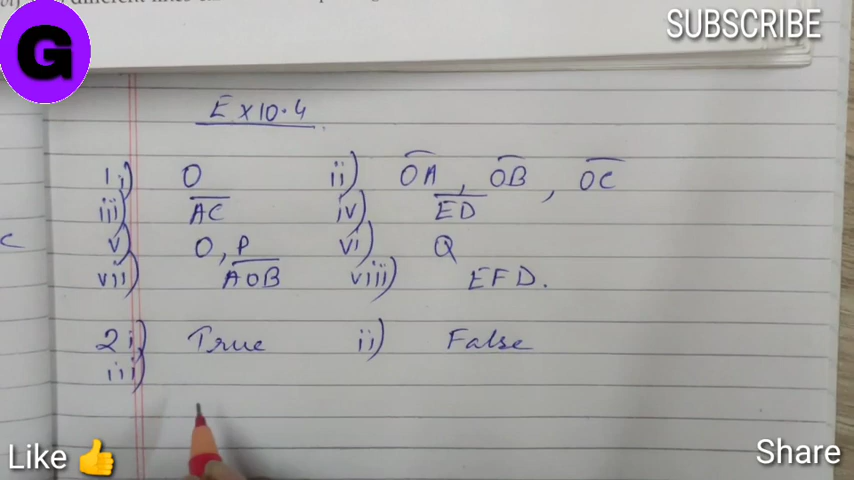 SUBSCRIBE
G
Ex 10.4
1 i) O ii) OA, OB, OC
iii) AC iv) ED
v) O, P vi) Q
vii) AOB viii) EFD.
2 i) True ii) False
iii)
c
Like 👍
Share